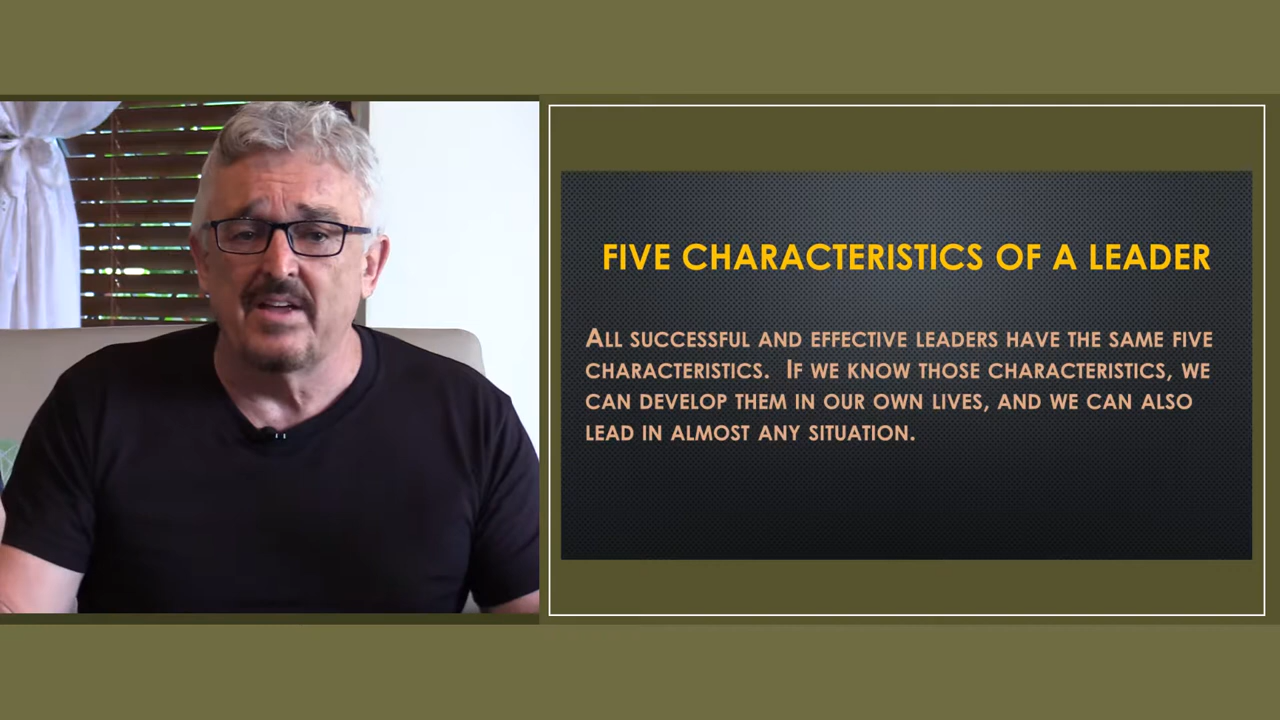 FIVE CHARACTERISTICS OF A LEADER
ALL SUCCESSFUL AND EFFECTIVE LEADERS HAVE THE SAME FIVE
CHARACTERISTICS. IF WE KNOW THOSE CHARACTERISTICS, WE
CAN DEVELOP THEM IN OUR OWN LIVES, AND WE CAN ALSO
LEAD IN ALMOST ANY SITUATION.